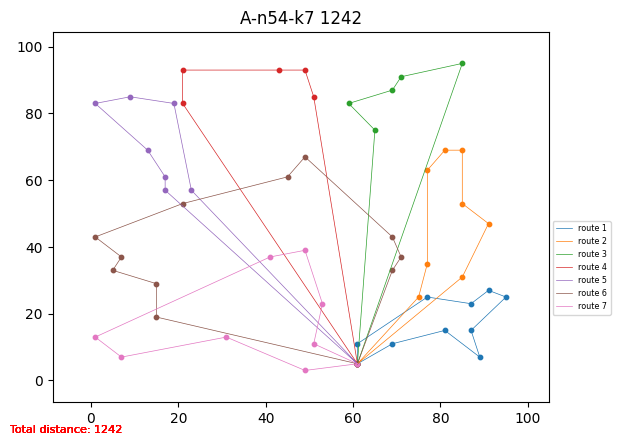 A-n54-k7 1242
100
80
60
40
20
0
0 20 40 60 80 100
route 1
route 2
route 3
route 4
route 5
route 6
route 7
Total distance: 1242